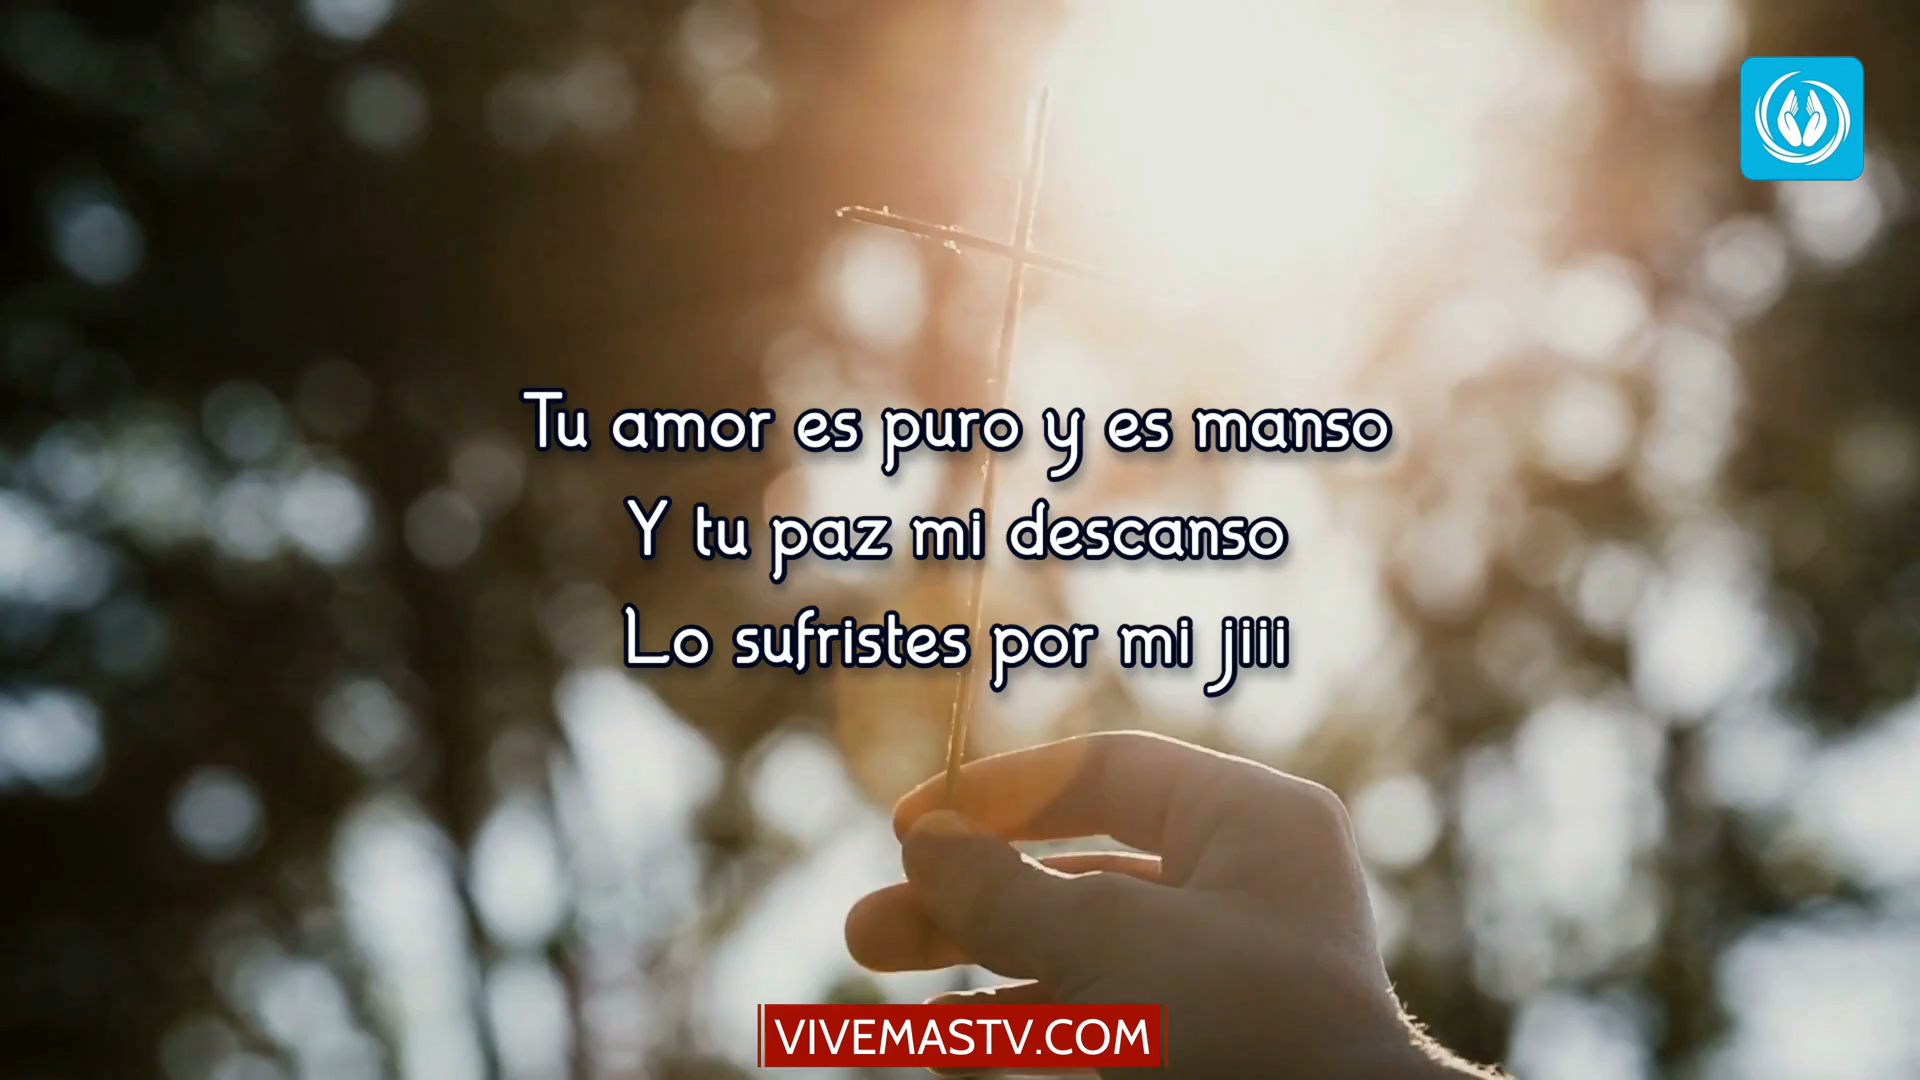 Tu amor es puro y es manso
Y tu paz mi descanso
Lo sufristes por mi jiii
VIVEMASTV.COM